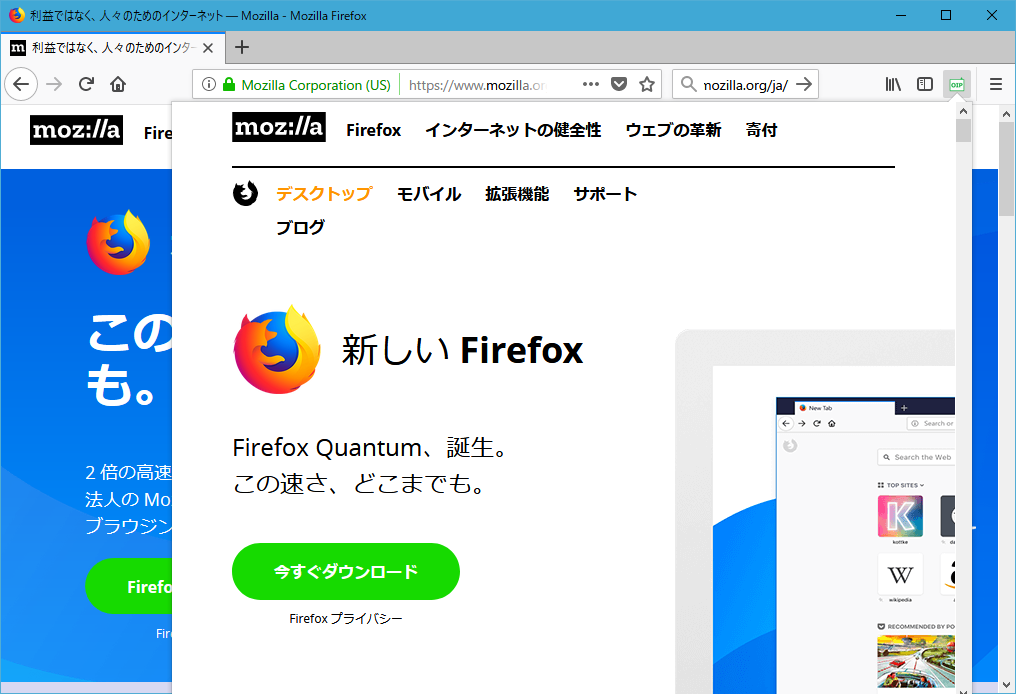 利益ではなく、人々のためのインターネット — Mozilla - Mozilla Firefox
m 利益ではなく、人々のためのインター
Mozilla Corporation (US) https://www.mozilla.or nozilla.org/ja/ OIP
moz://a Fire
moz://a Firefox インターネットの健全性 ウェブの革新 寄付
デスクトップ モバイル 拡張機能 サポート
ブログ
この
も。
2 倍の高速
法人の Mo
ブラウジン
Firefo
Fire
新しい Firefox
Firefox Quantum、誕生。
この速さ、どこまでも。
今すぐダウンロード
Firefox プライバシー
New Tab
Search or
Search the Web
TOP SITES
kottke
W
wikipedia
RECOMMENDED BY PO